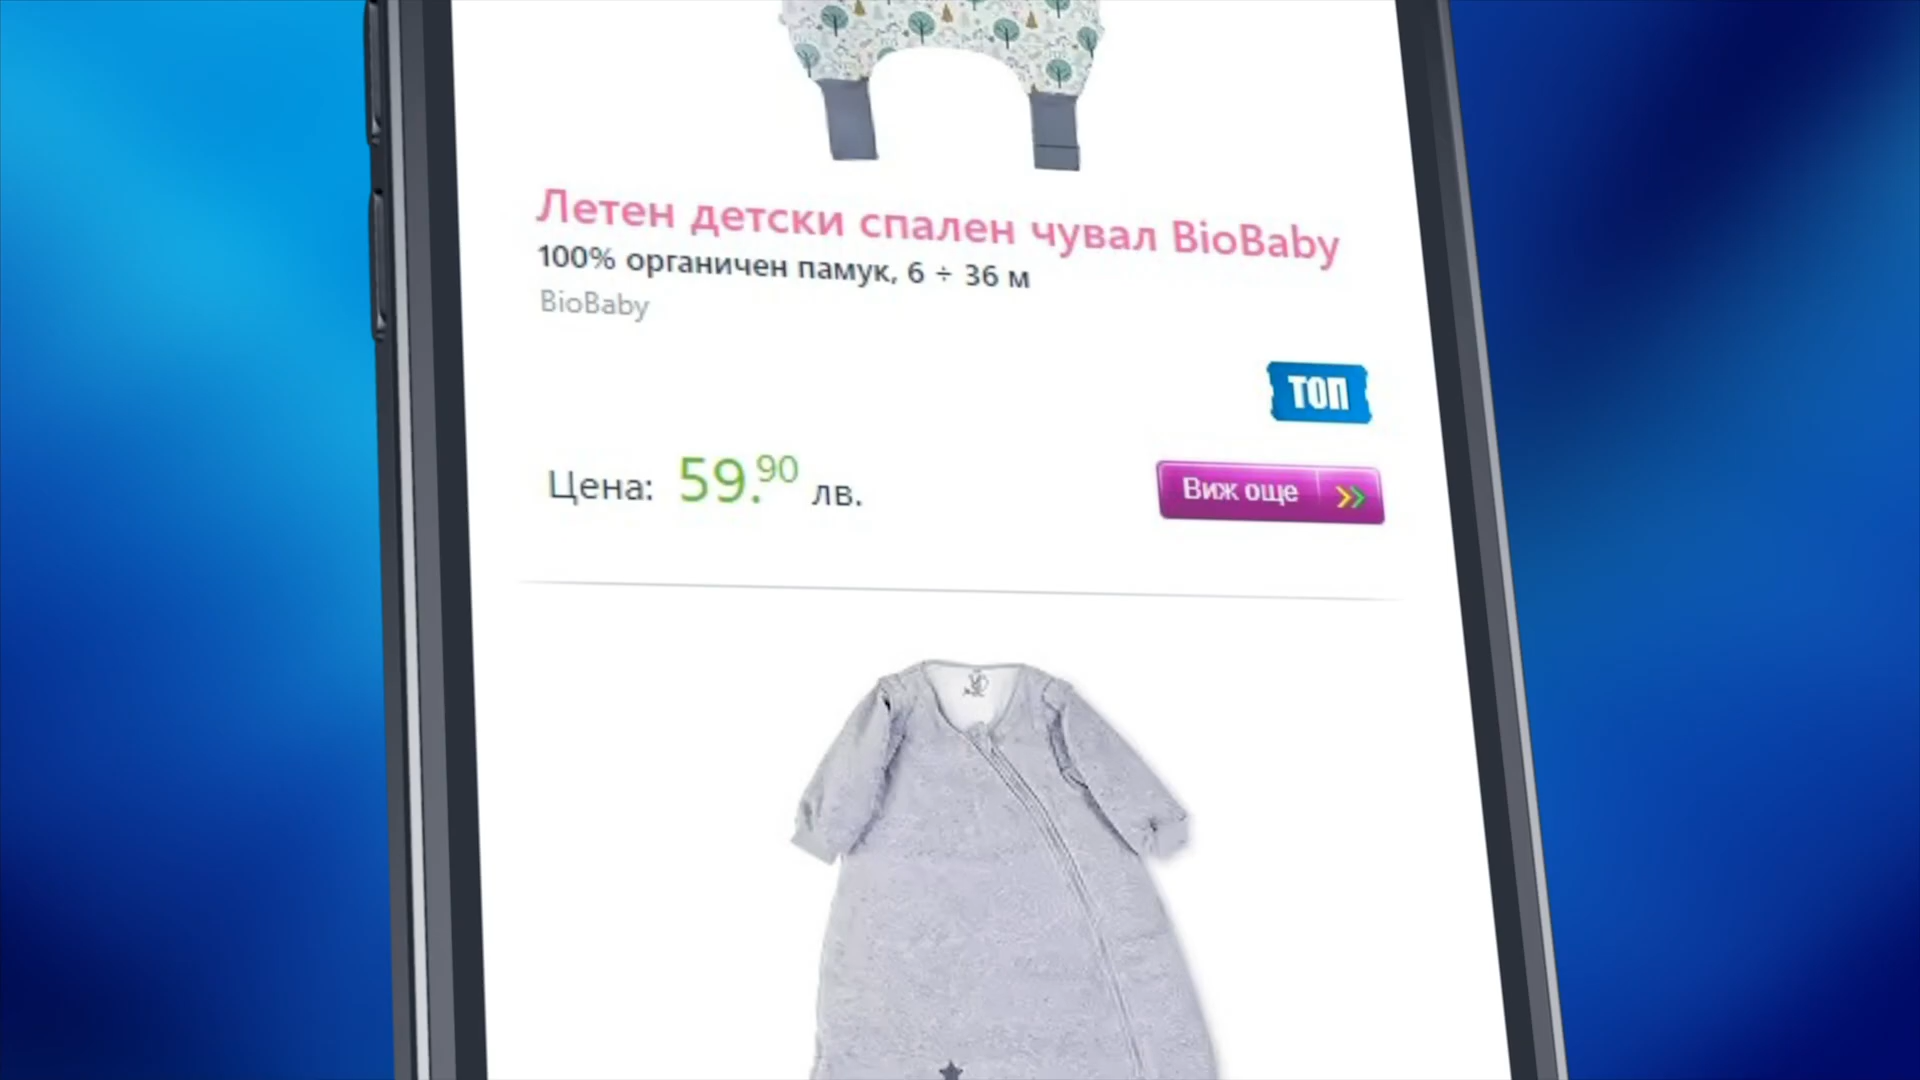 Летен детски спален чувал BioBaby
100% органичен памук, 6 ÷ 36 м
BioBaby
ТОП
Цена: 59.90 лв.
Виж още